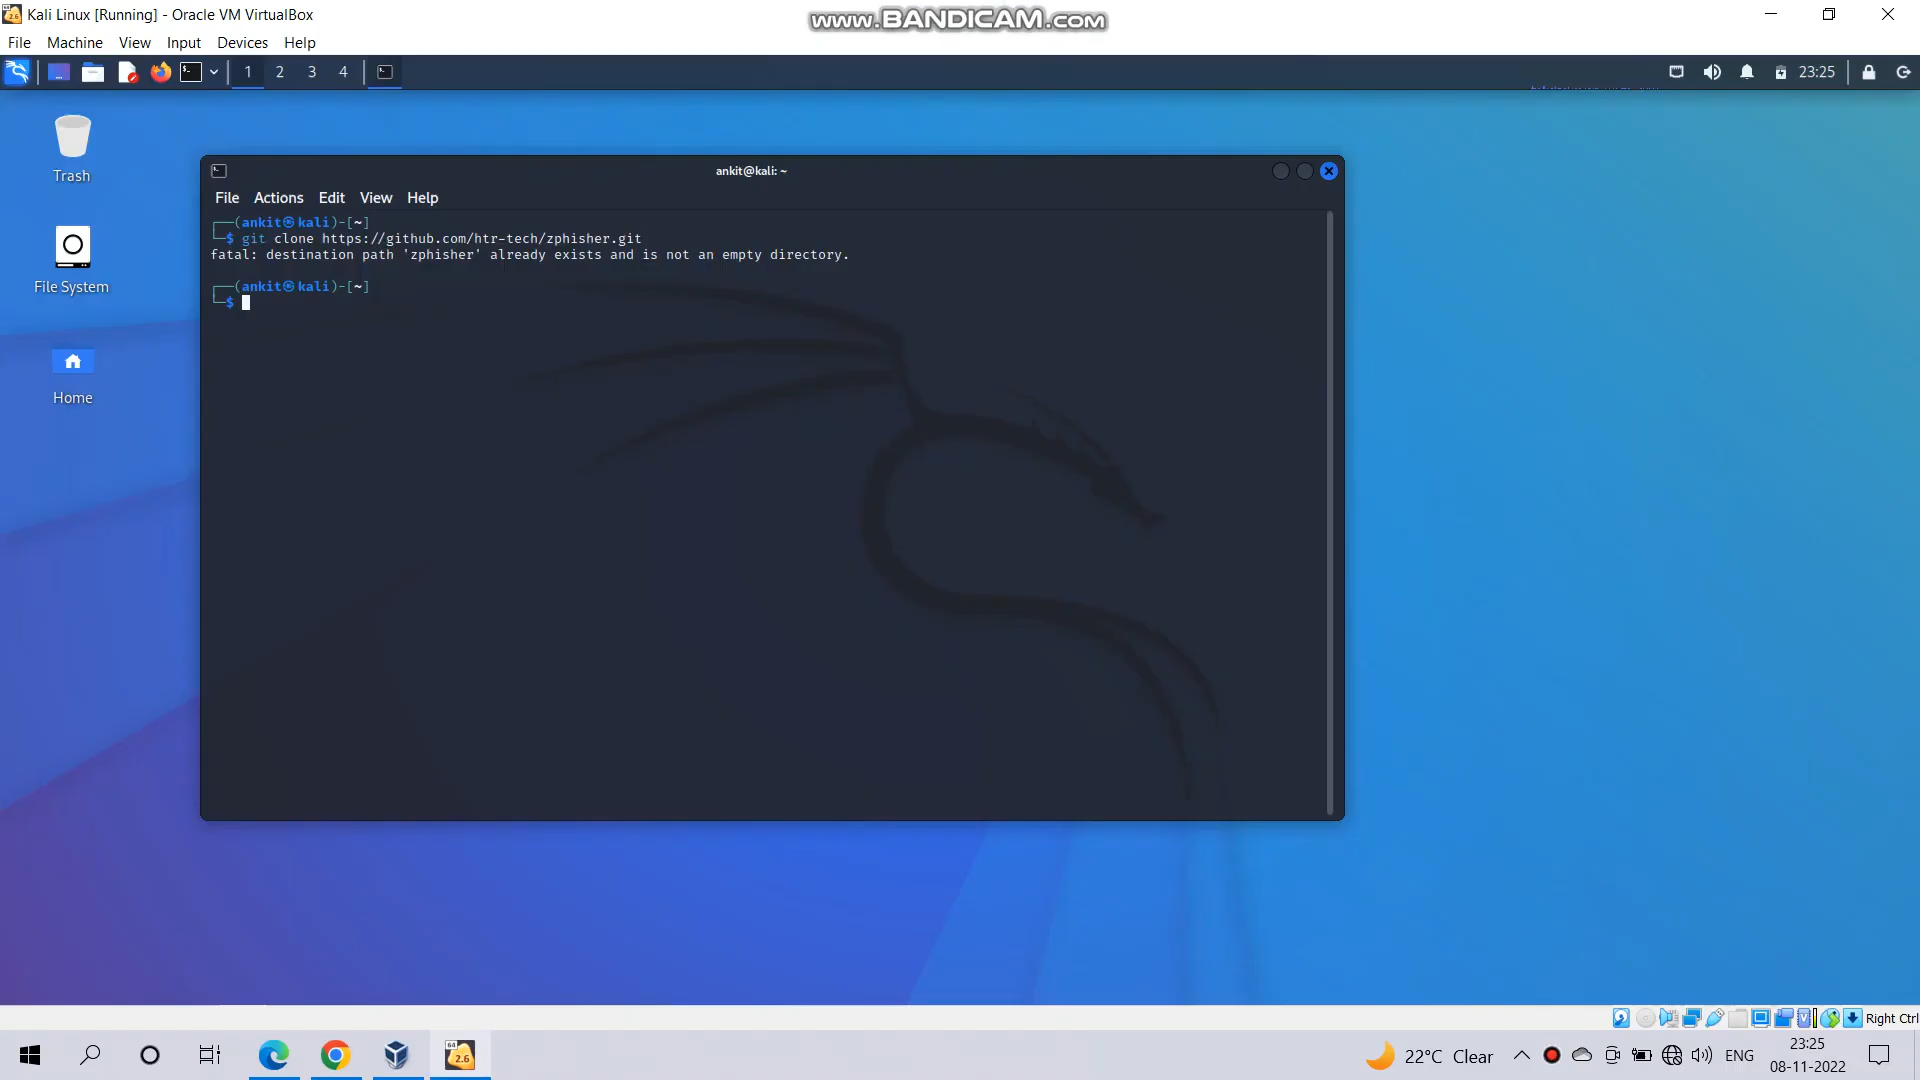 Kali Linux [Running] - Oracle VM VirtualBox
www.BANDICAM.com
File Machine View Input Devices Help
1 2 3 4
23:25
Trash
File System
Home
ankit@kali: ~
File Actions Edit View Help
┌──(ankit㉿kali)-[~]
└─$ git clone https://github.com/htr-tech/zphisher.git
fatal: destination path 'zphisher' already exists and is not an empty directory.
┌──(ankit㉿kali)-[~]
└─$
Right Ctrl
64
2.6
22°C Clear
ENG
23:25
08-11-2022